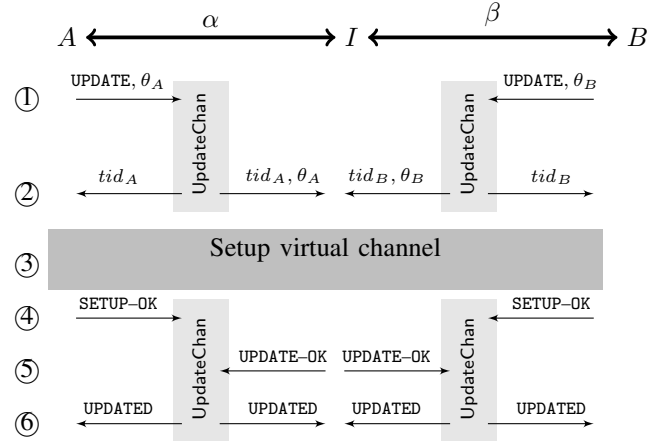 α β
A I B
① UPDATE, θ_A UPDATE, θ_B
UpdateChan UpdateChan
② tid_A tid_A, θ_A tid_B, θ_B tid_B
Setup virtual channel
③
④ SETUP–OK SETUP–OK
UpdateChan UpdateChan
⑤ UPDATE–OK UPDATE–OK
⑥ UPDATED UPDATED UPDATED UPDATED